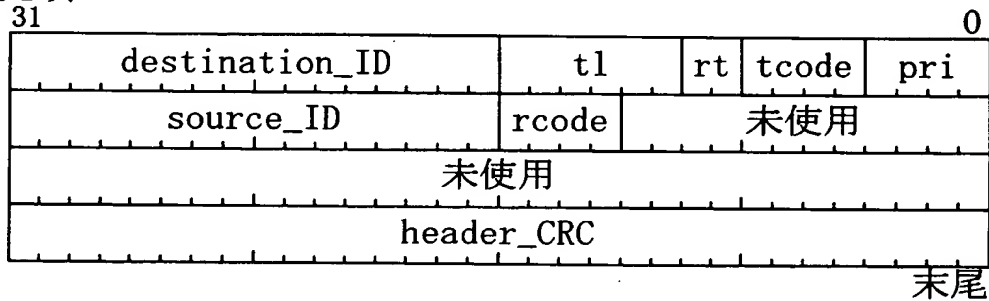 31 0
destination_ID tl rt tcode pri
source_ID rcode 未使用
未使用
header_CRC
末尾